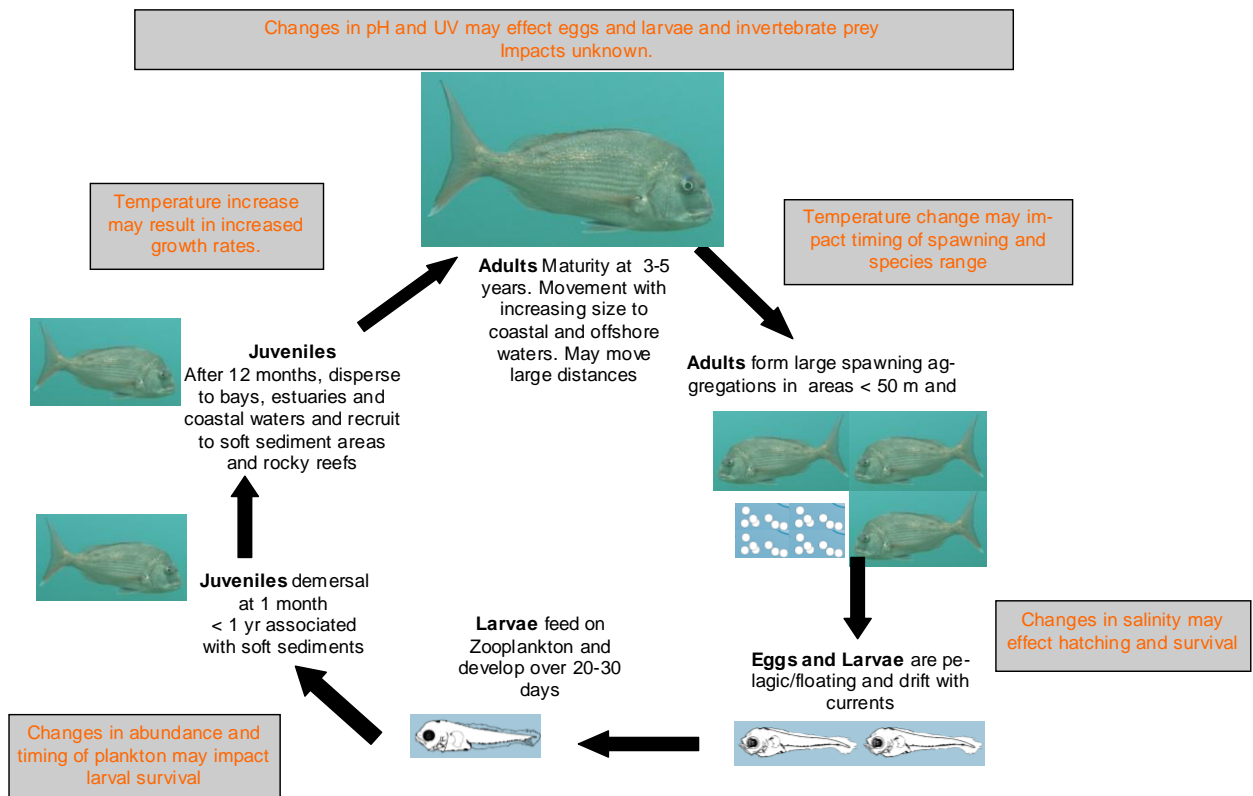 Changes in pH and UV may effect eggs and larvae and invertebrate prey
Impacts unknown.
Temperature increase
may result in increased
growth rates.
Temperature change may im-
pact timing of spawning and
species range
Adults Maturity at 3-5
years. Movement with
increasing size to
coastal and offshore
waters. May move
large distances
Juveniles
After 12 months, disperse
to bays, estuaries and
coastal waters and recruit
to soft sediment areas
and rocky reefs
Adults form large spawning ag-
gregations in areas < 50 m and
Juveniles demersal
at 1 month
< 1 yr associated
with soft sediments
Larvae feed on
Zooplankton and
develop over 20-30
days
Changes in salinity may
effect hatching and survival
Eggs and Larvae are pe-
lagic/floating and drift with
currents
Changes in abundance and
timing of plankton may impact
larval survival